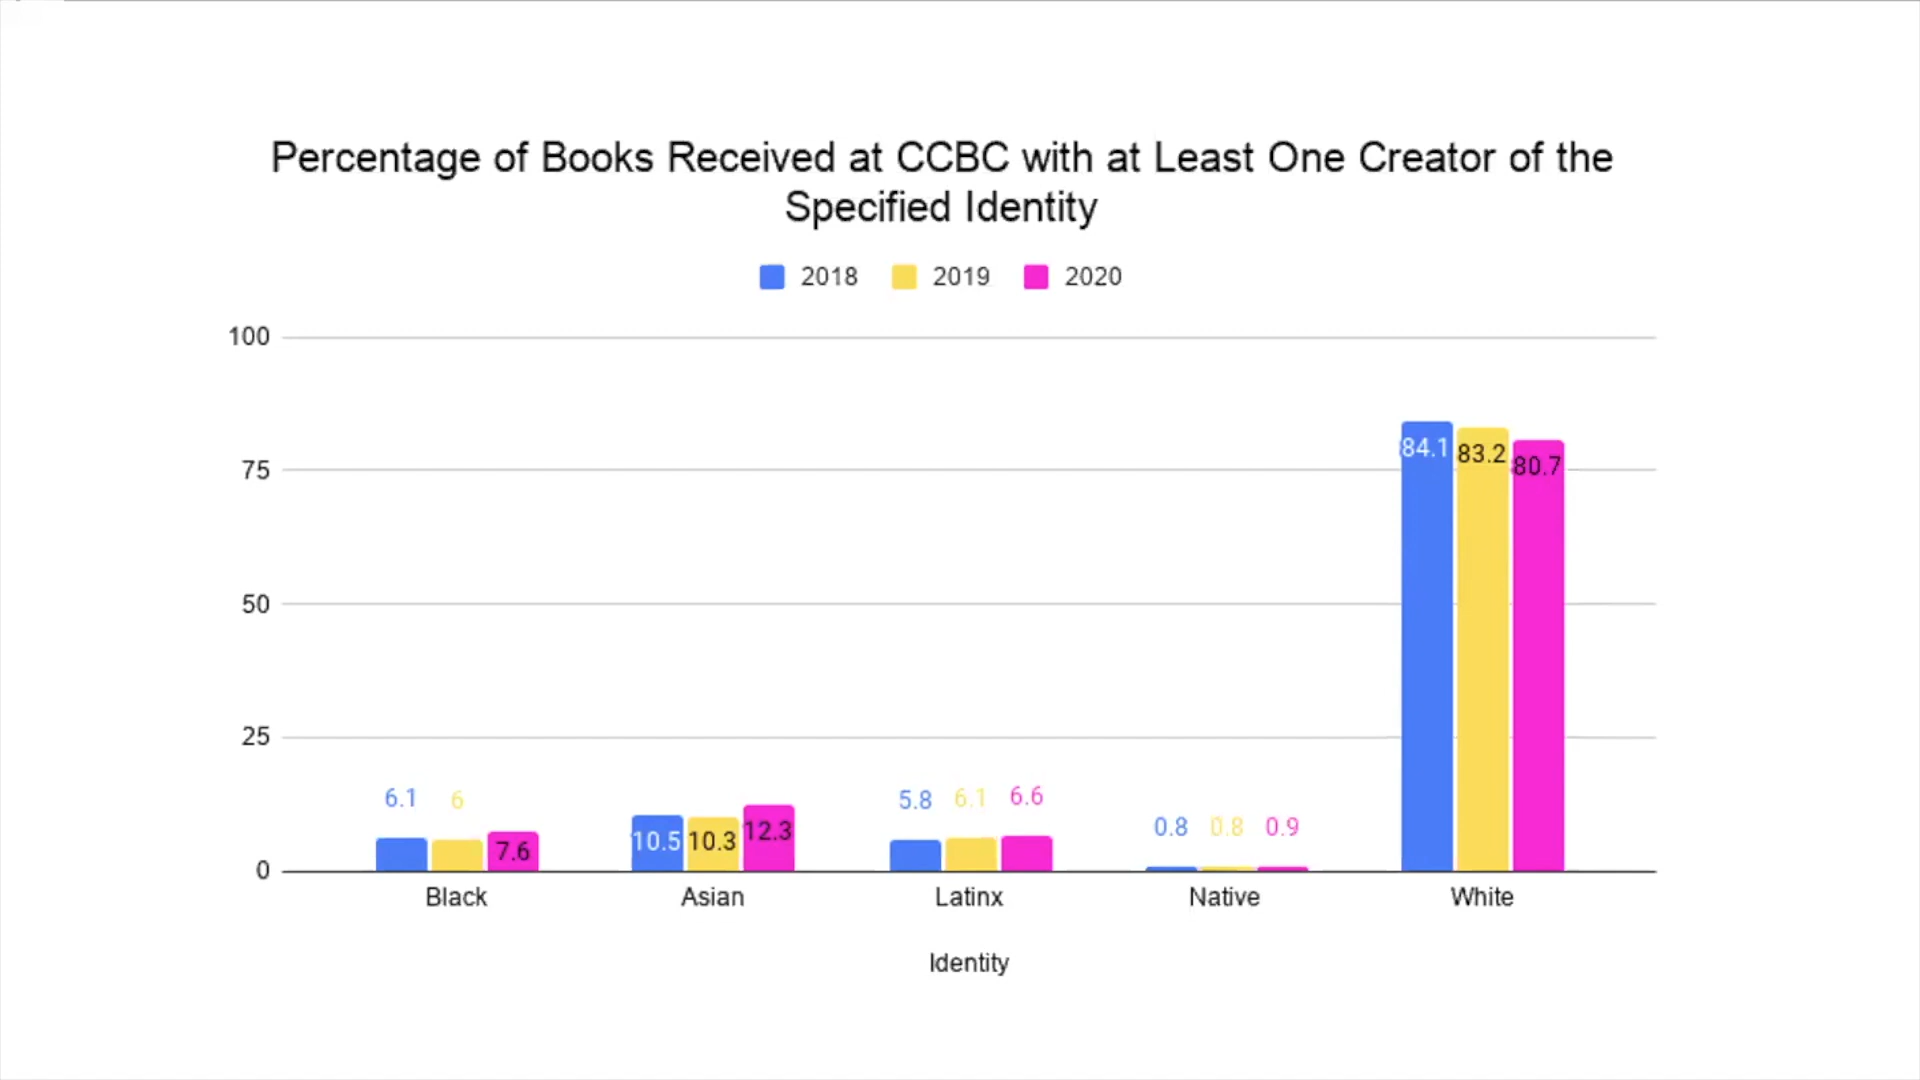 Percentage of Books Received at CCBC with at Least One Creator of the
Specified Identity
2018 2019 2020
100
75
50
25
0
6.1 6 7.6
10.5 10.3 12.3
5.8 6.1 6.6
0.8 0.8 0.9
84.1 83.2 80.7
Black Asian Latinx Native White
Identity